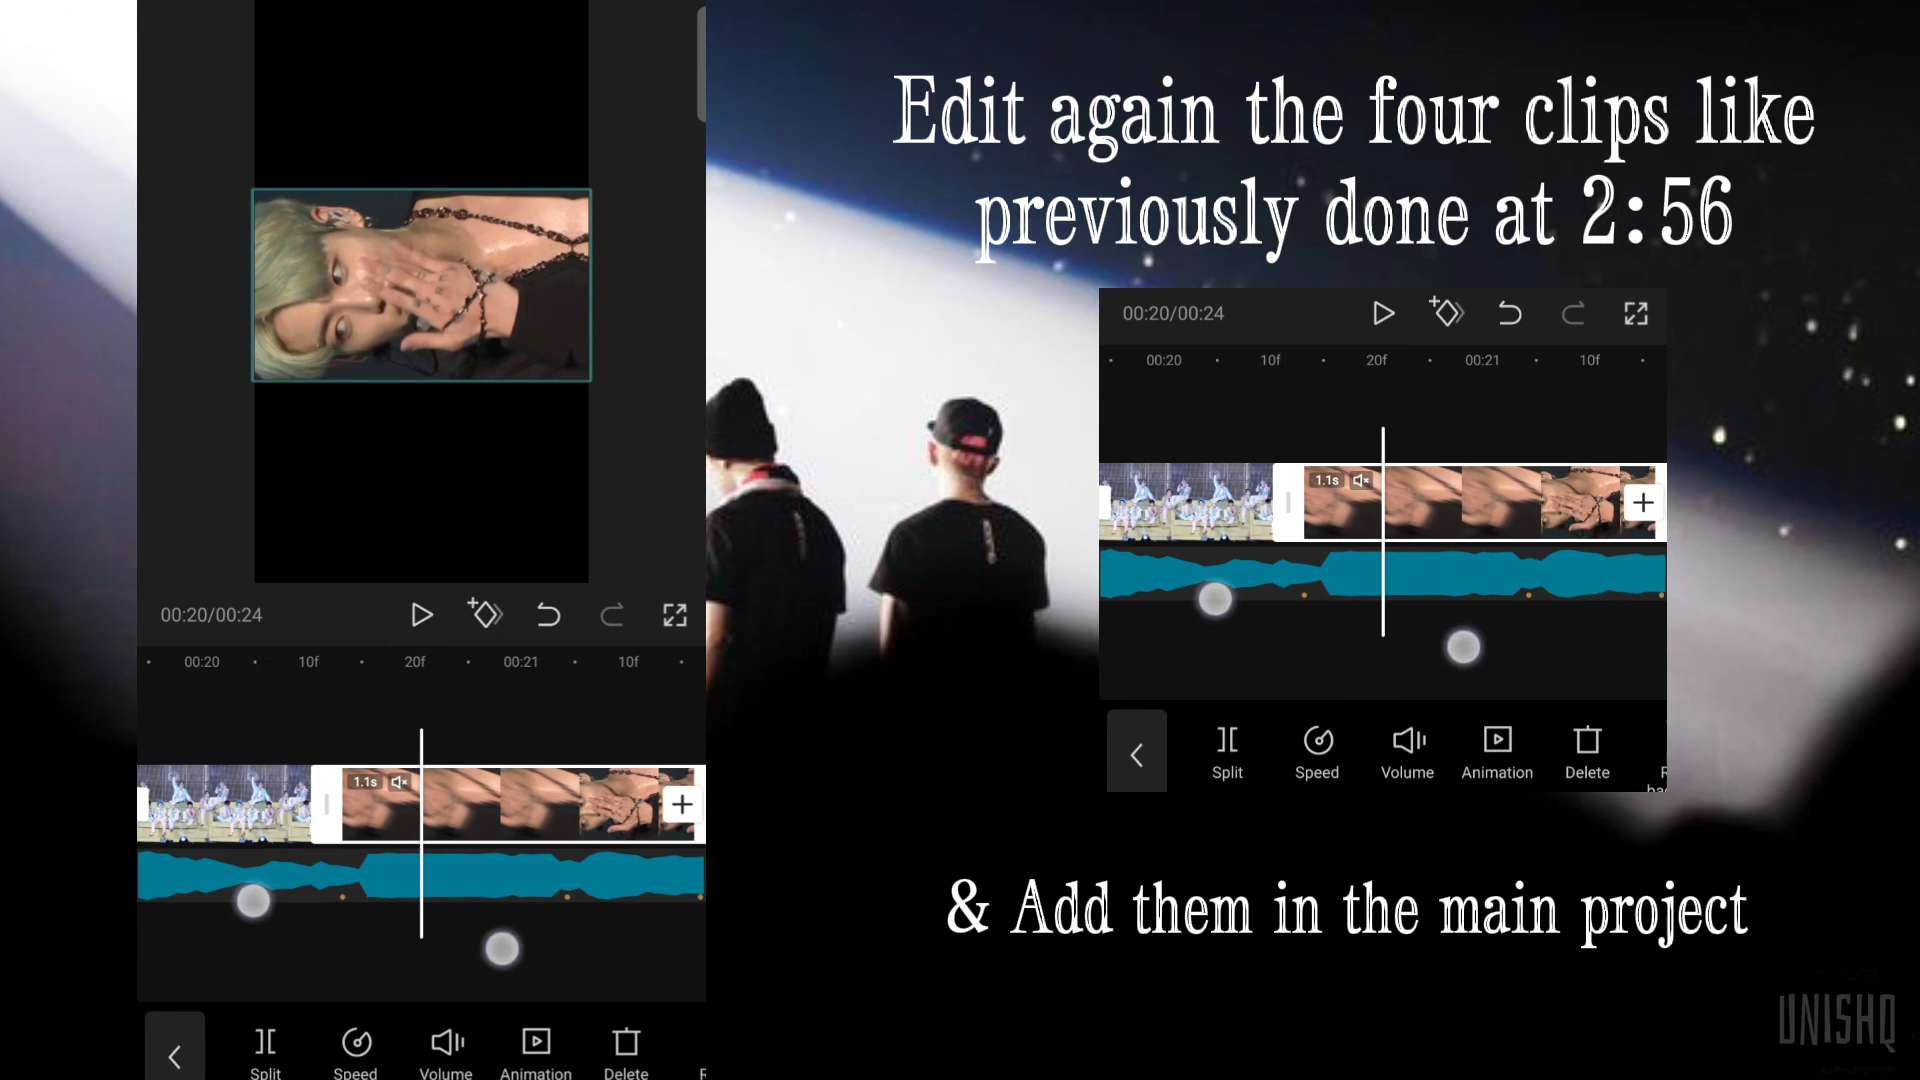 Edit again the four clips like
previously done at 2:56
00:20/00:24
00:20 10f 20f 00:21 10f
1.1s
Split Speed Volume Animation Delete
& Add them in the main project
00:20/00:24
00:20 10f 20f 00:21 10f
1.1s
Split Speed Volume Animation Delete
UNISHQ